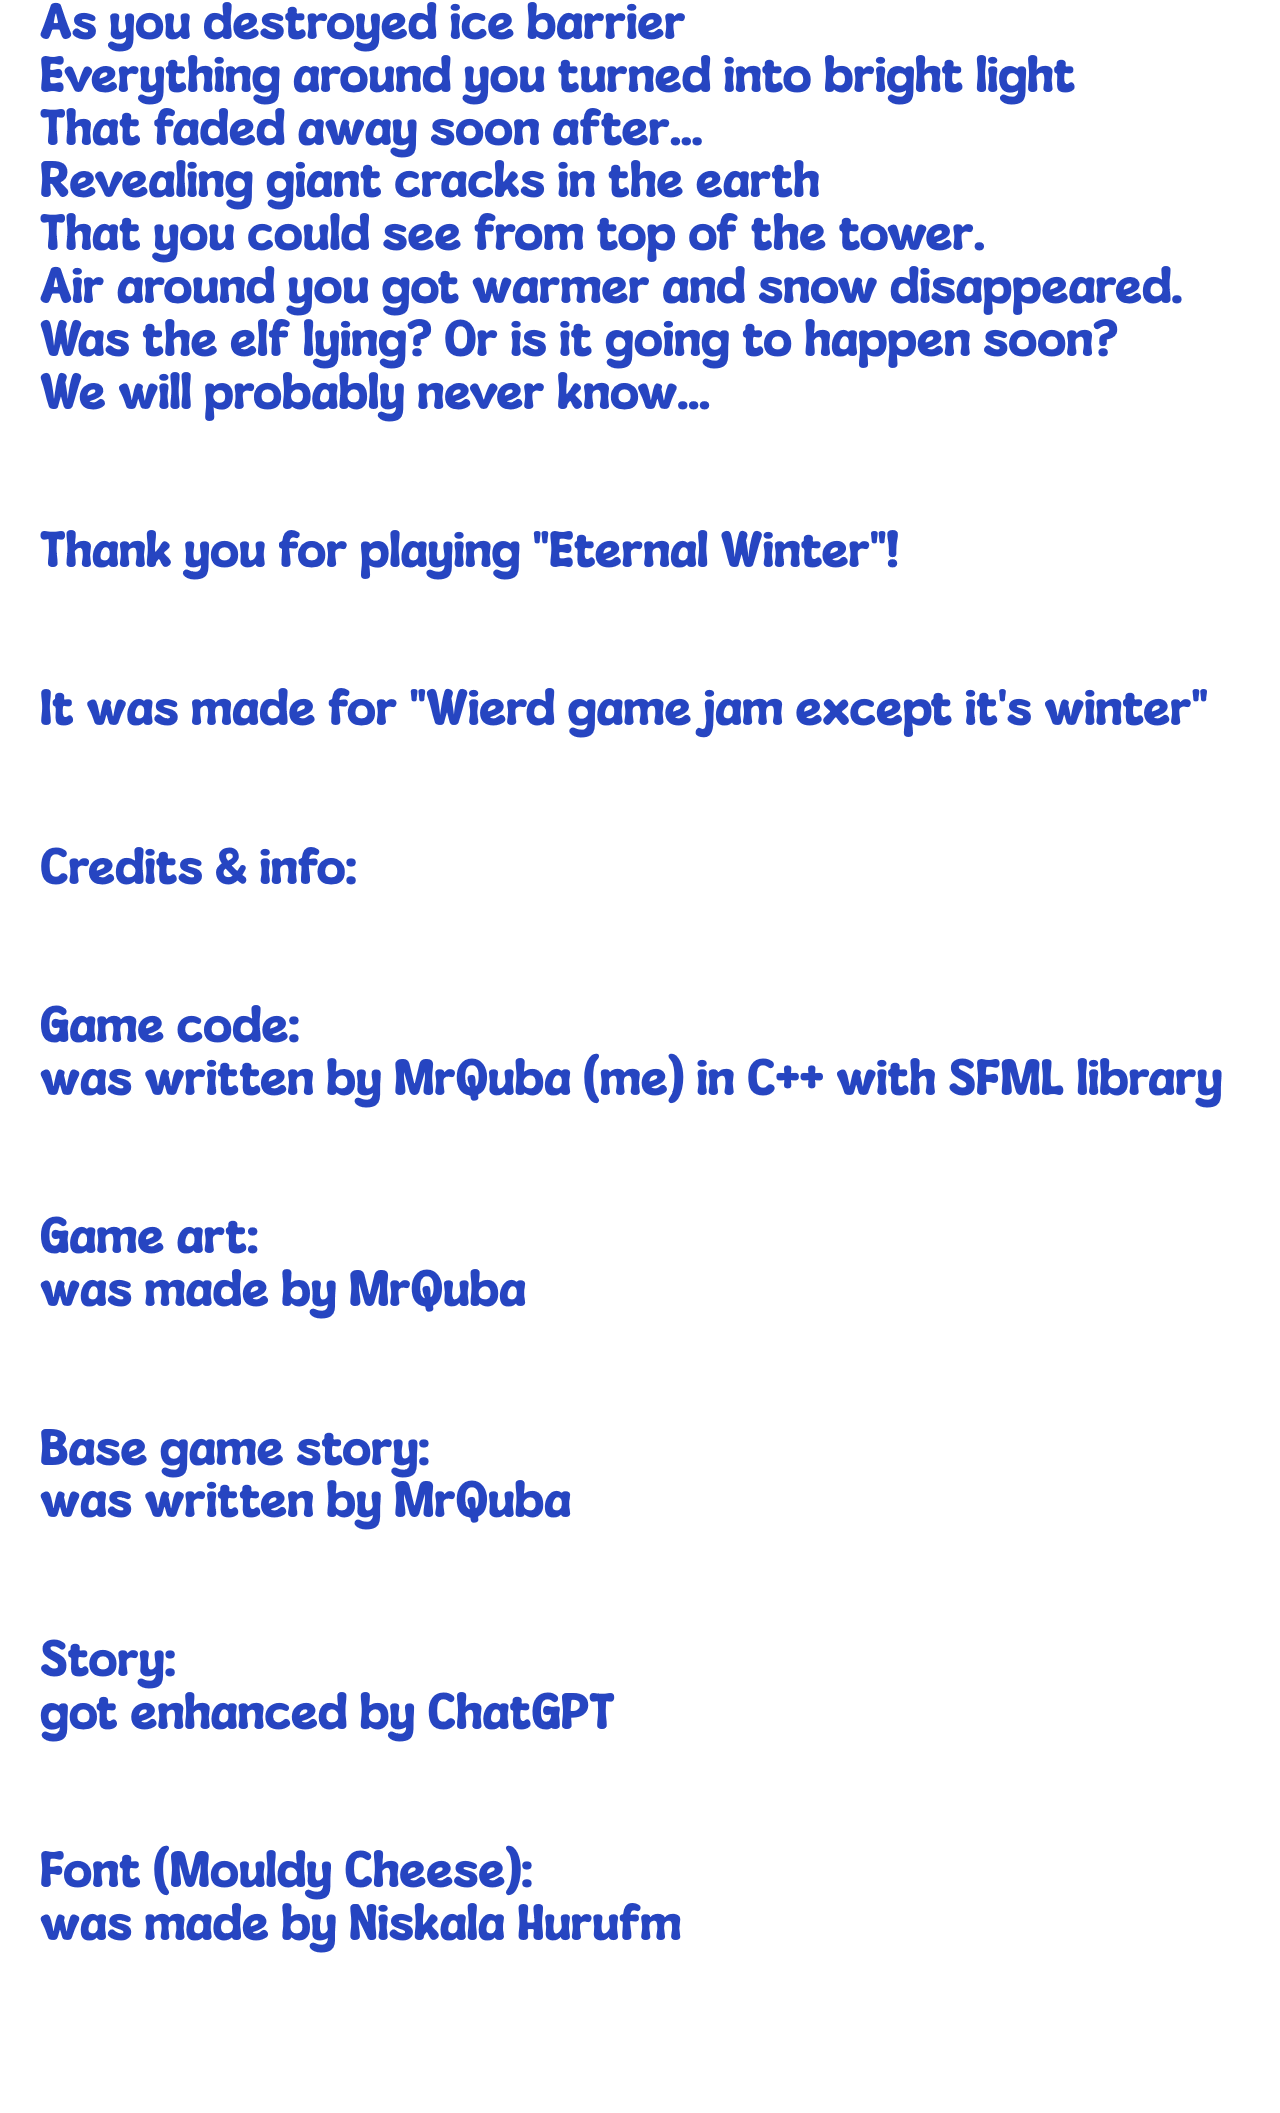 As you destroyed ice barrier
Everything around you turned into bright light
That faded away soon after...
Revealing giant cracks in the earth
That you could see from top of the tower.
Air around you got warmer and snow disappeared.
Was the elf lying? Or is it going to happen soon?
We will probably never know...
Thank you for playing "Eternal Winter"!
It was made for "Wierd game jam except it's winter"
Credits & info:
Game code:
was written by MrQuba (me) in C++ with SFML library
Game art:
was made by MrQuba
Base game story:
was written by MrQuba
Story:
got enhanced by ChatGPT
Font (Mouldy Cheese):
was made by Niskala Hurufm